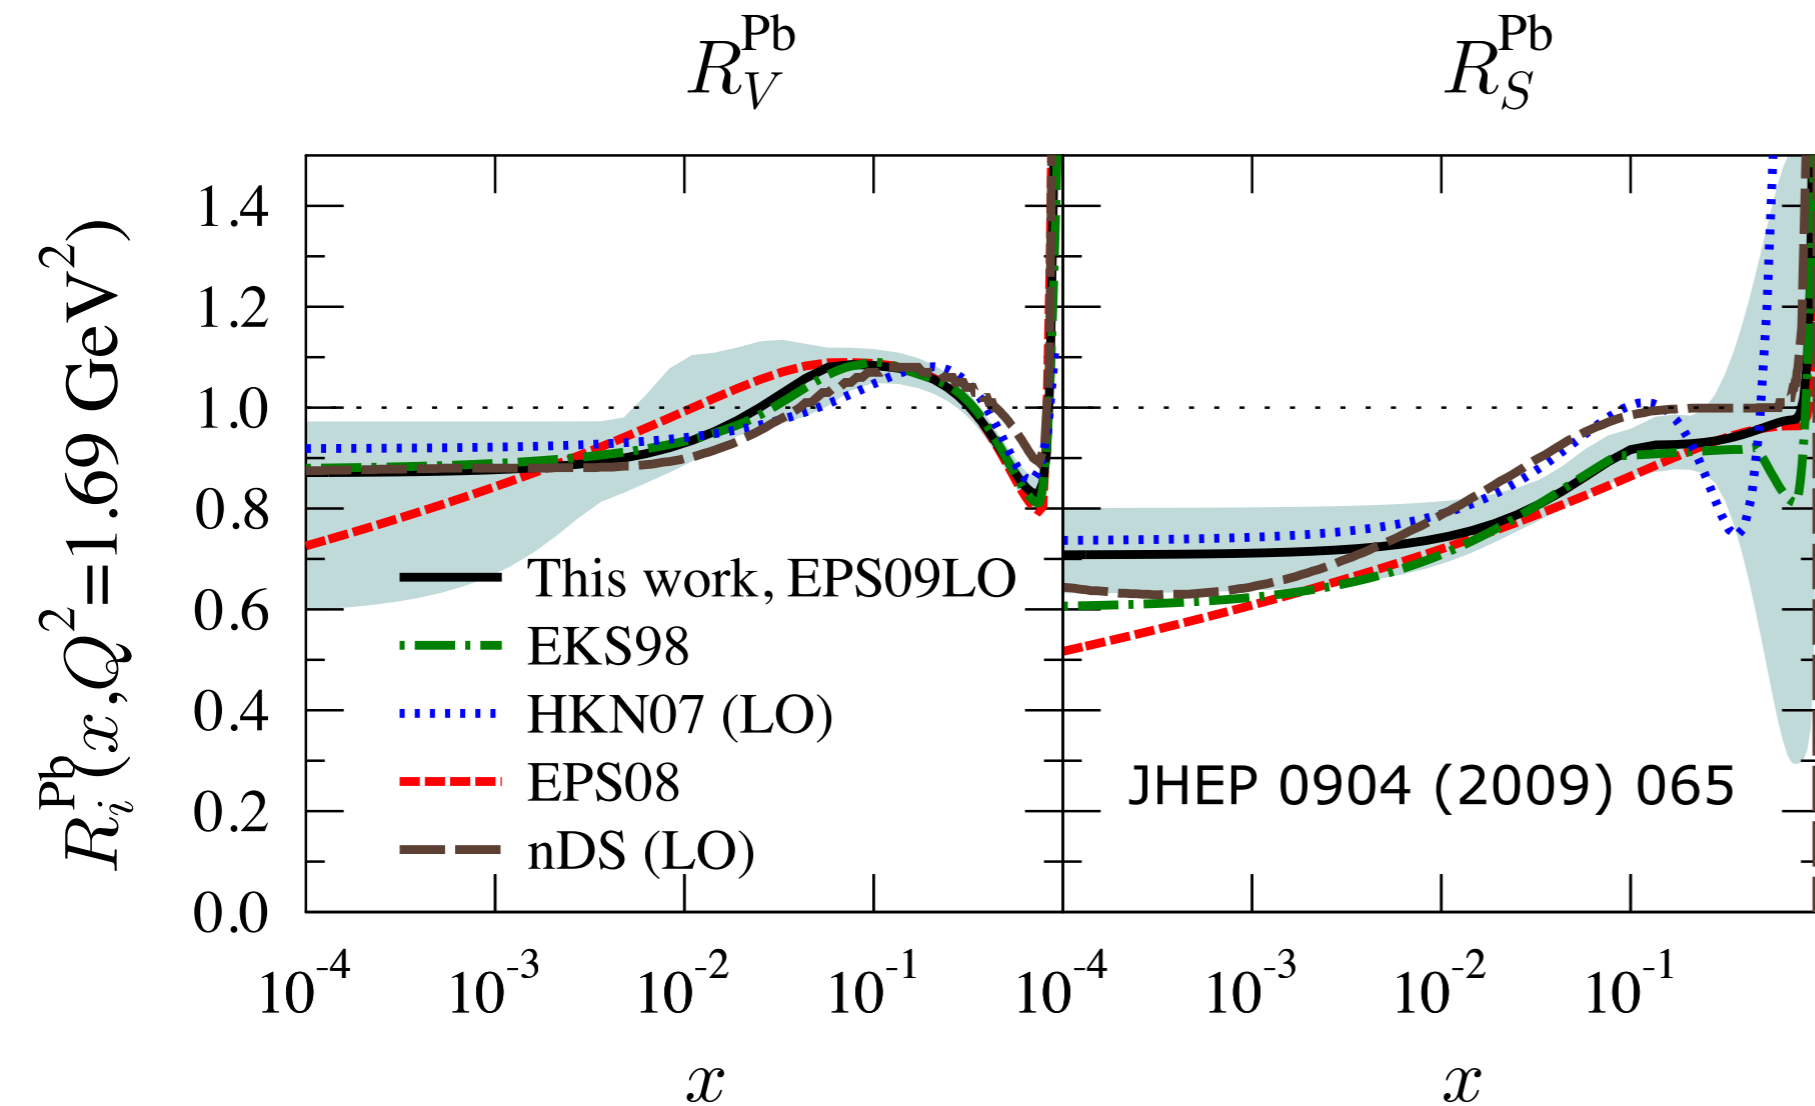 R_V^Pb
R_S^Pb
R_i^Pb(x,Q^2=1.69 GeV^2)
1.4
1.2
1.0
0.8
0.6
0.4
0.2
0.0
This work, EPS09LO
EKS98
HKN07 (LO)
EPS08
nDS (LO)
JHEP 0904 (2009) 065
10^-4 10^-3 10^-2 10^-1 10^-4 10^-3 10^-2 10^-1
x x